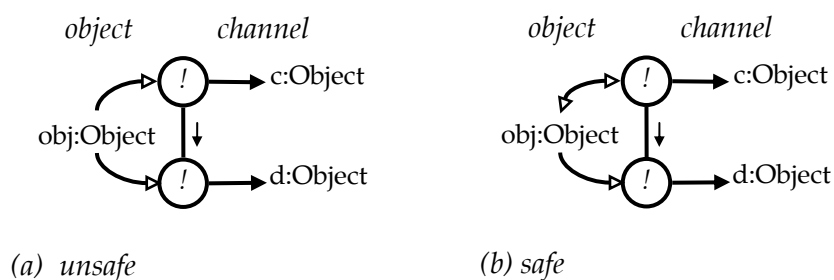 object channel
! c:Object
obj:Object
! d:Object
(a) unsafe
object channel
! c:Object
obj:Object
! d:Object
(b) safe